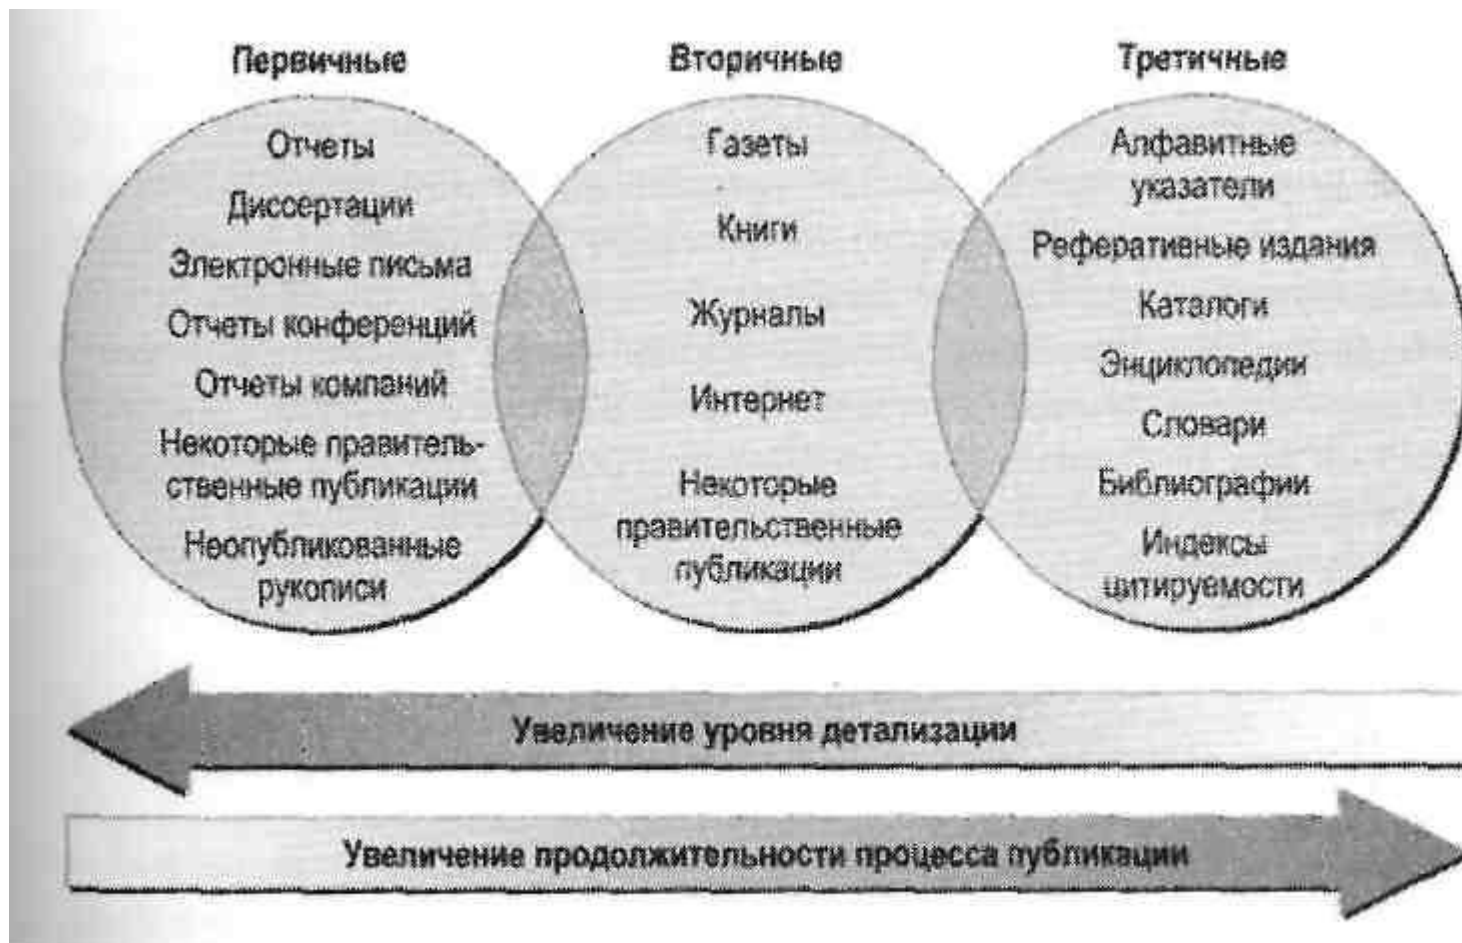 Первичные
Отчеты
Диссертации
Электронные письма
Отчеты конференций
Отчеты компаний
Некоторые правитель-
ственные публикации
Неопубликованные
рукописи
Вторичные
Газеты
Книги
Журналы
Интернет
Некоторые
правительственные
публикации
Третичные
Алфавитные
указатели
Реферативные издания
Каталоги
Энциклопедии
Словари
Библиографии
Индексы
цитируемости
Увеличение уровня детализации
Увеличение продолжительности процесса публикации